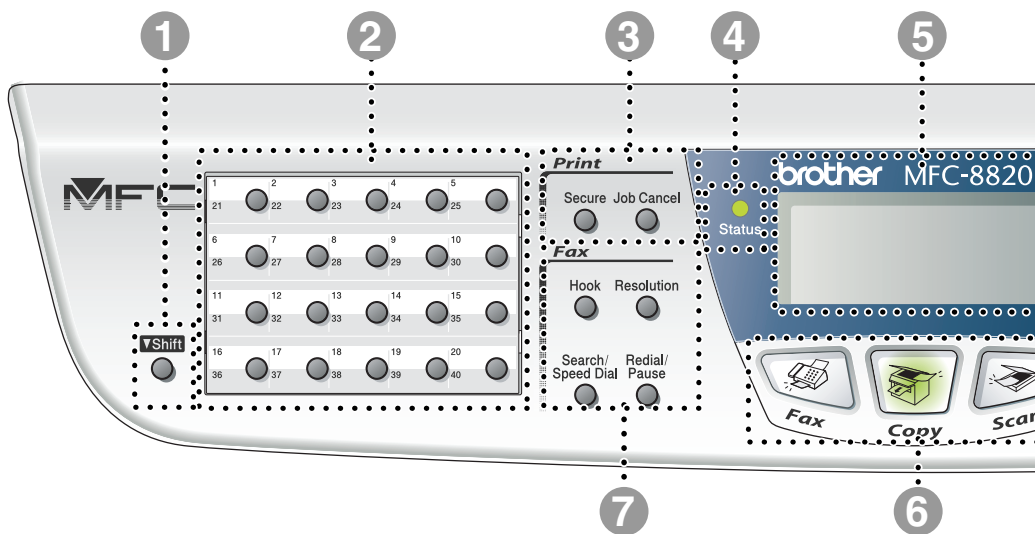 1 2 3 4 5
Print
brother MFC-8820
MFC
1 2 3 4 5
21 22 23 24 25
Secure Job Cancel
Status
Fax
6 7 8 9 10
26 27 28 29 30
Hook Resolution
11 12 13 14 15
31 32 33 34 35
▼Shift
16 17 18 19 20
36 37 38 39 40
Search/ Redial/
Speed Dial Pause
Fax Copy Scan
7 6